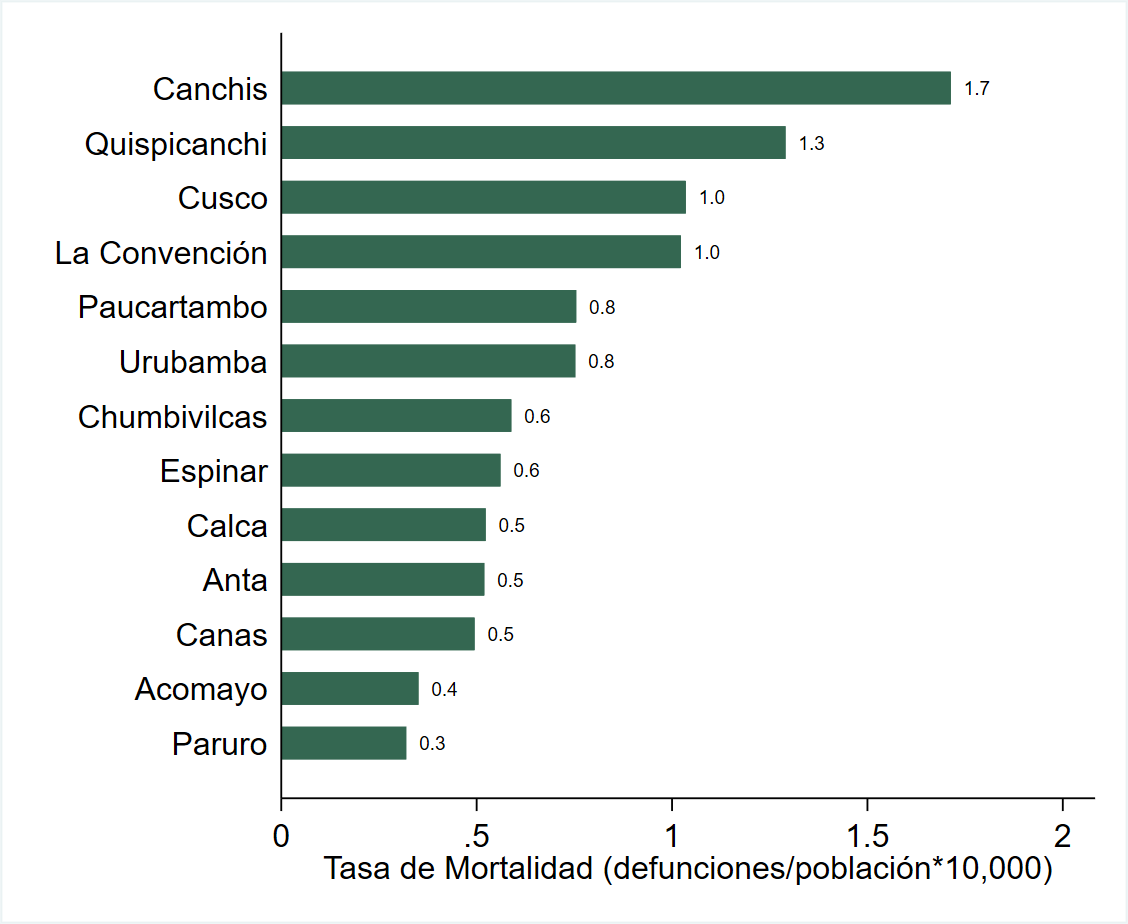 Canchis 1.7
Quispicanchi 1.3
Cusco 1.0
La Convención 1.0
Paucartambo 0.8
Urubamba 0.8
Chumbivilcas 0.6
Espinar 0.6
Calca 0.5
Anta 0.5
Canas 0.5
Acomayo 0.4
Paruro 0.3
0 .5 1 1.5 2
Tasa de Mortalidad (defunciones/población*10,000)